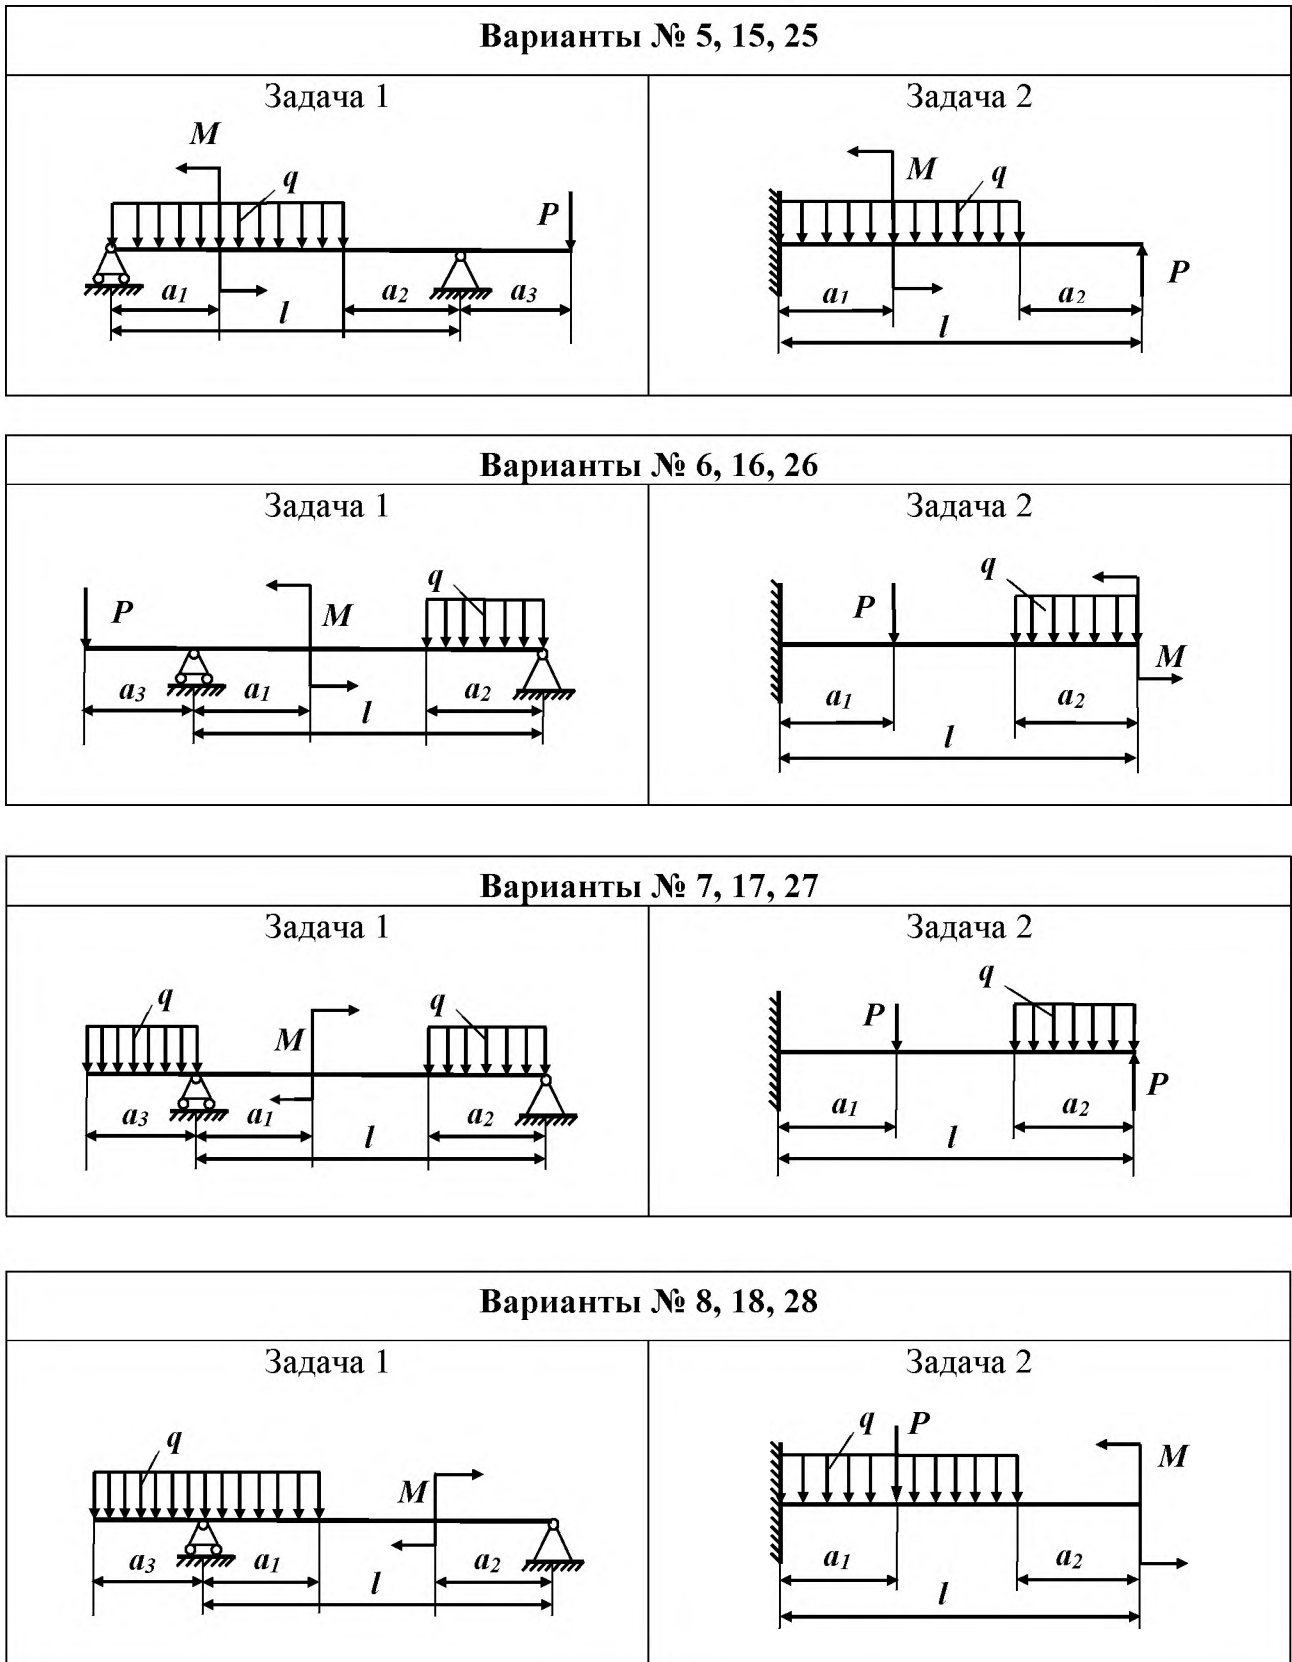 Варианты № 5, 15, 25
Задача 1
M
q
P
a1
a2
a3
l
Задача 2
M
q
P
a1
a2
l
Варианты № 6, 16, 26
Задача 1
P
M
q
a3
a1
a2
l
Задача 2
P
q
M
a1
a2
l
Варианты № 7, 17, 27
Задача 1
q
M
q
a3
a1
a2
l
Задача 2
P
q
P
a1
a2
l
Варианты № 8, 18, 28
Задача 1
q
M
a3
a1
a2
l
Задача 2
q
P
M
a1
a2
l